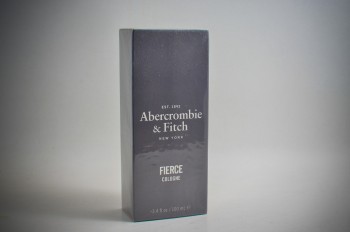 EST. 1892
Abercrombie
& Fitch
NEW YORK
FIERCE
COLOGNE